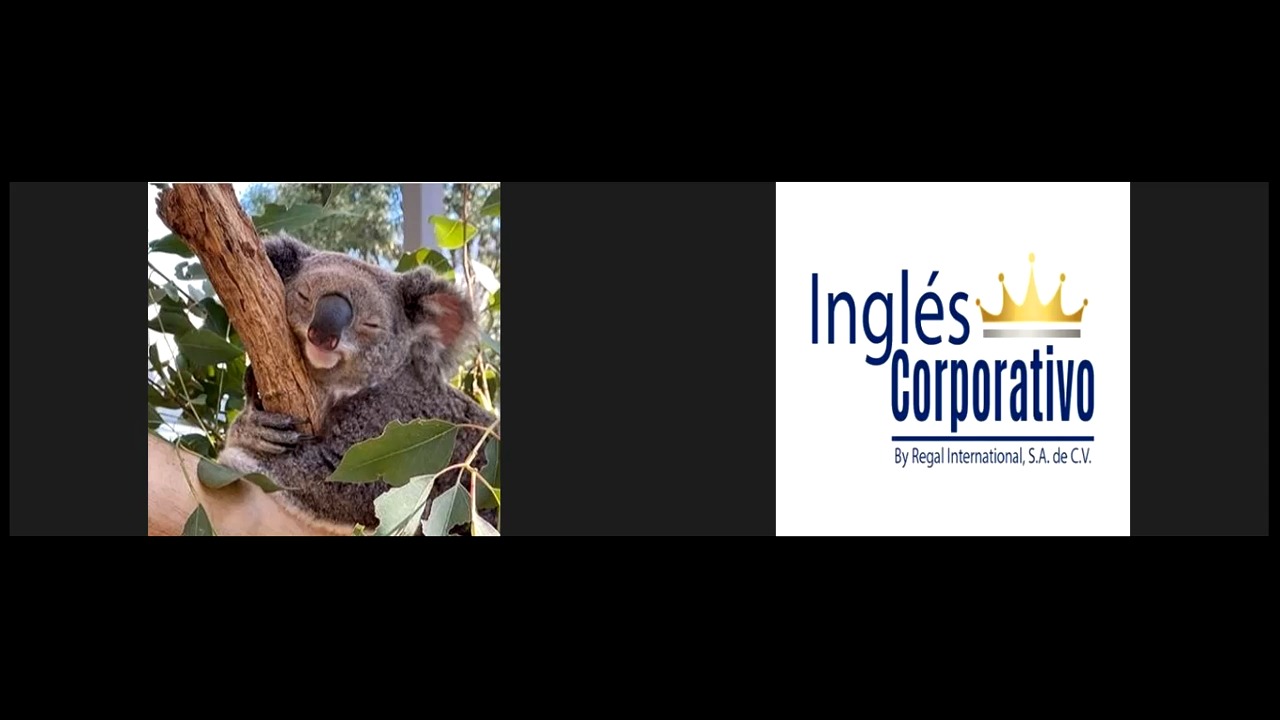 Inglés
Corporativo
By Regal International, S.A. de C.V.